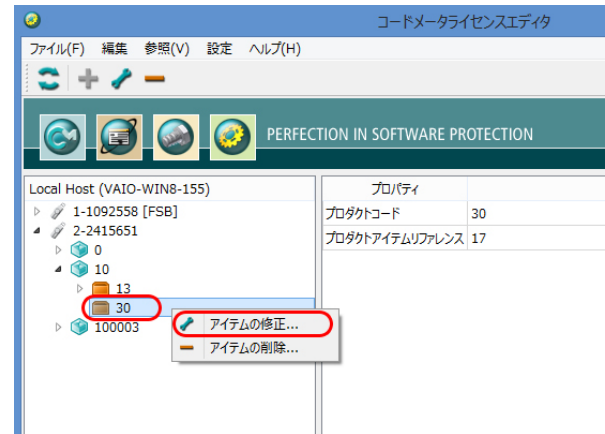 コードメータライセンスエディタ
ファイル(F) 編集 参照(V) 設定 ヘルプ(H)
PERFECTION IN SOFTWARE PROTECTION
Local Host (VAIO-WIN8-155)
プロパティ
1-1092558 [FSB]
プロダクトコード 30
2-2415651
プロダクトアイテムリファレンス 17
0
10
13
30
アイテムの修正...
100003
アイテムの削除...